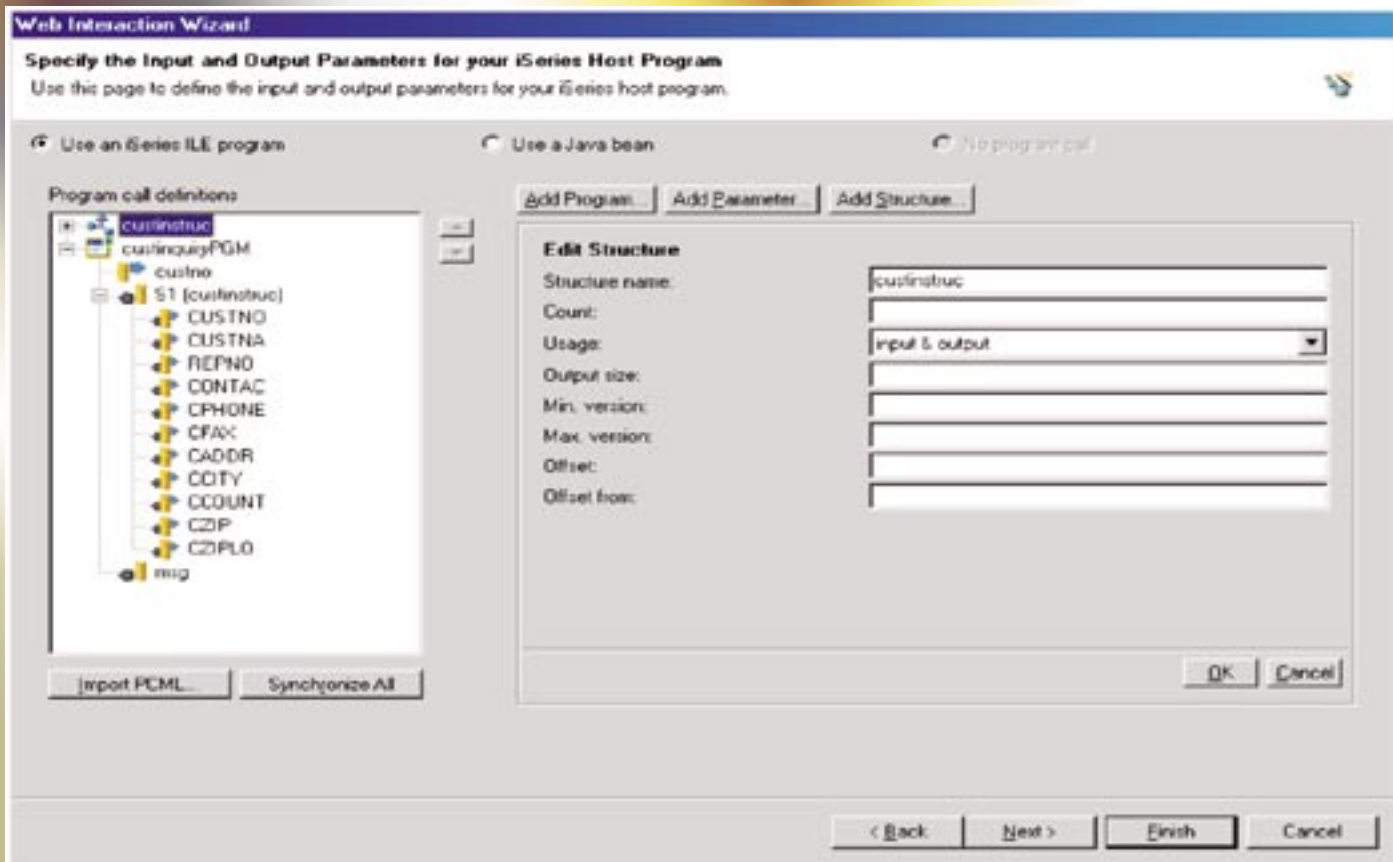 Web Interaction Wizard
Specify the Input and Output Parameters for your iSeries Host Program
Use this page to define the input and output parameters for your iSeries host program.
Use an iSeries ILE program
Use a Java bean
No program call
Program call definitions
custinstruc
custinquiryPGM
custno
S1 [custinstruc]
CUSTNO
CUSTNA
REPNO
CONTAC
CPHONE
CFAX
CADDR
CCITY
CCOUNT
CZIP
CZIPLO
msg
Import PCML...
Synchronize All
Add Program...
Add Parameter...
Add Structure...
Edit Structure
Structure name:
custinstruc
Count:
Usage:
input & output
Output size:
Min. version:
Max. version:
Offset:
Offset from:
OK
Cancel
< Back
Next >
Finish
Cancel